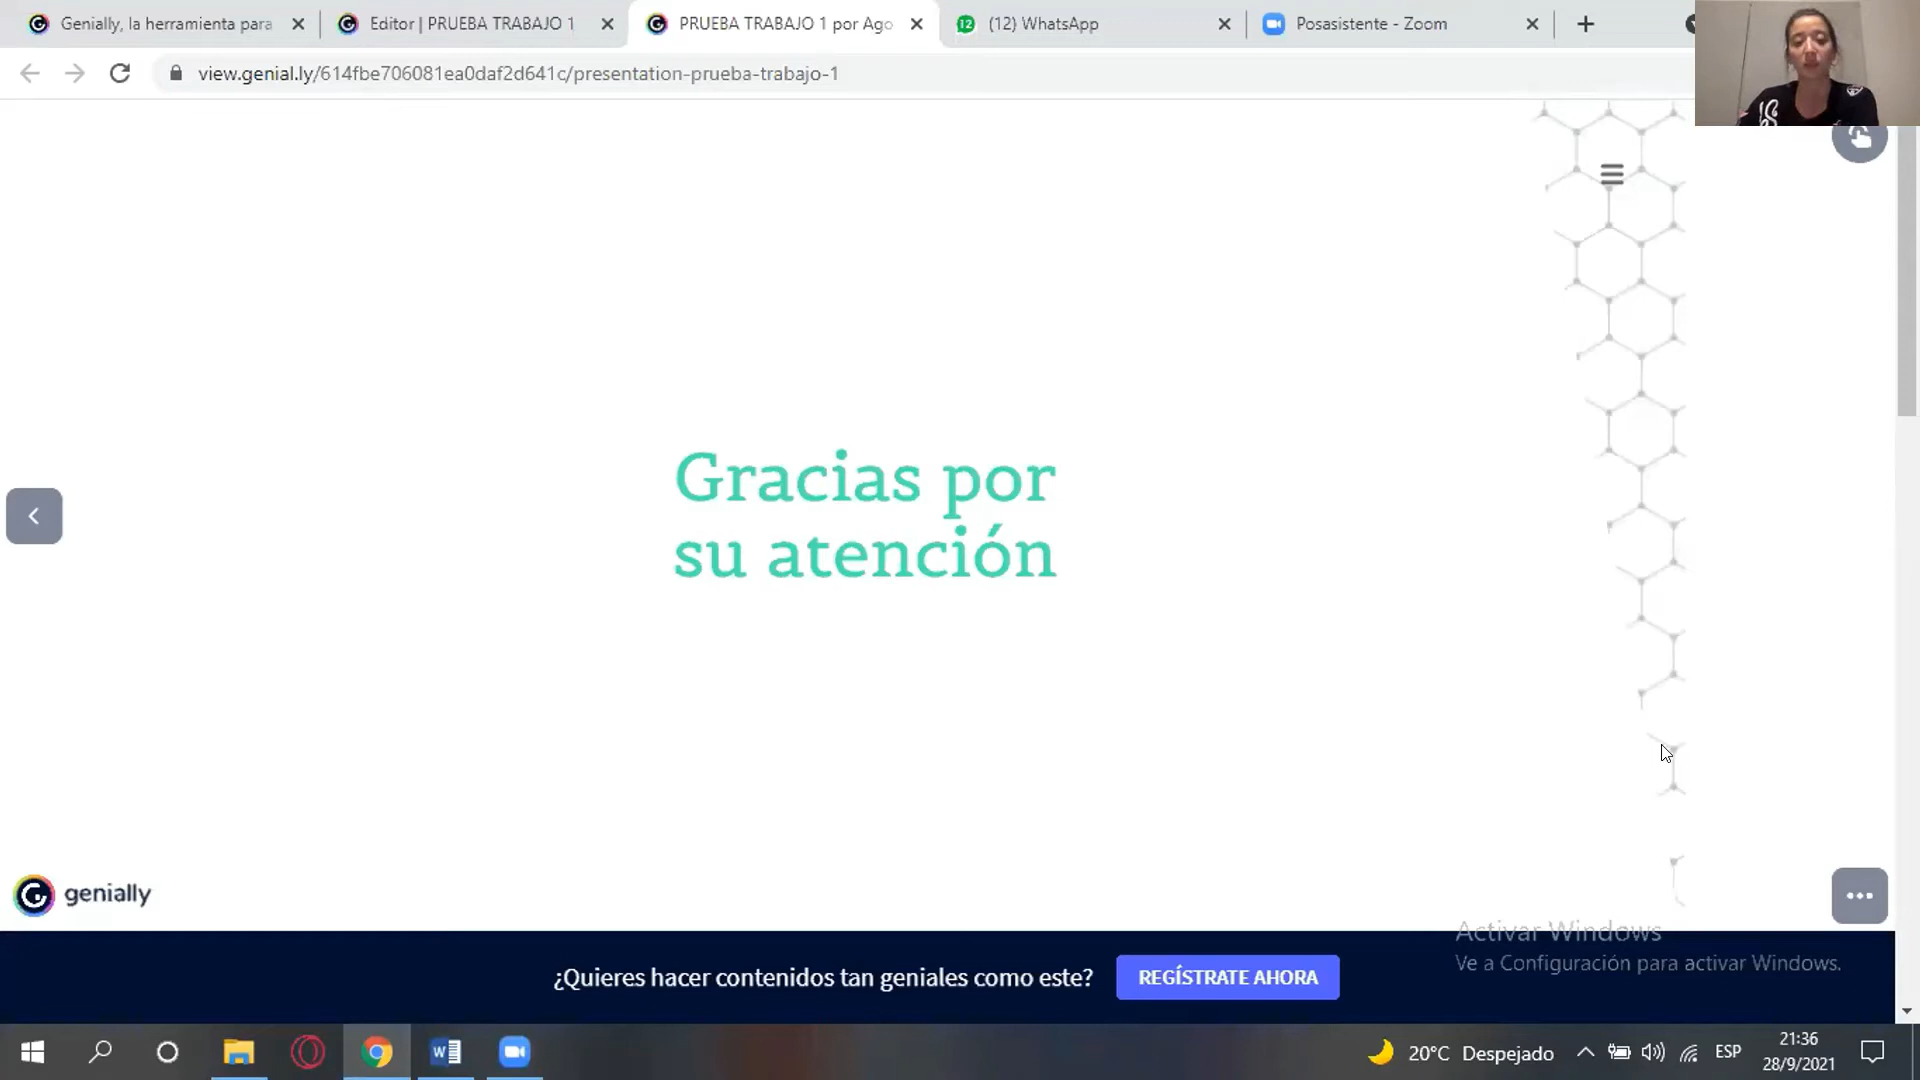 Genially, la herramienta para
Editor | PRUEBA TRABAJO 1
PRUEBA TRABAJO 1 por Ago
12
(12) WhatsApp
Posasistente - Zoom
view.genial.ly/614fbe706081ea0daf2d641c/presentation-prueba-trabajo-1
Gracias por
su atención
genially
Activar Windows
Ve a Configuración para activar Windows.
¿Quieres hacer contenidos tan geniales como este?
REGÍSTRATE AHORA
20°C Despejado
ESP
21:36
28/9/2021